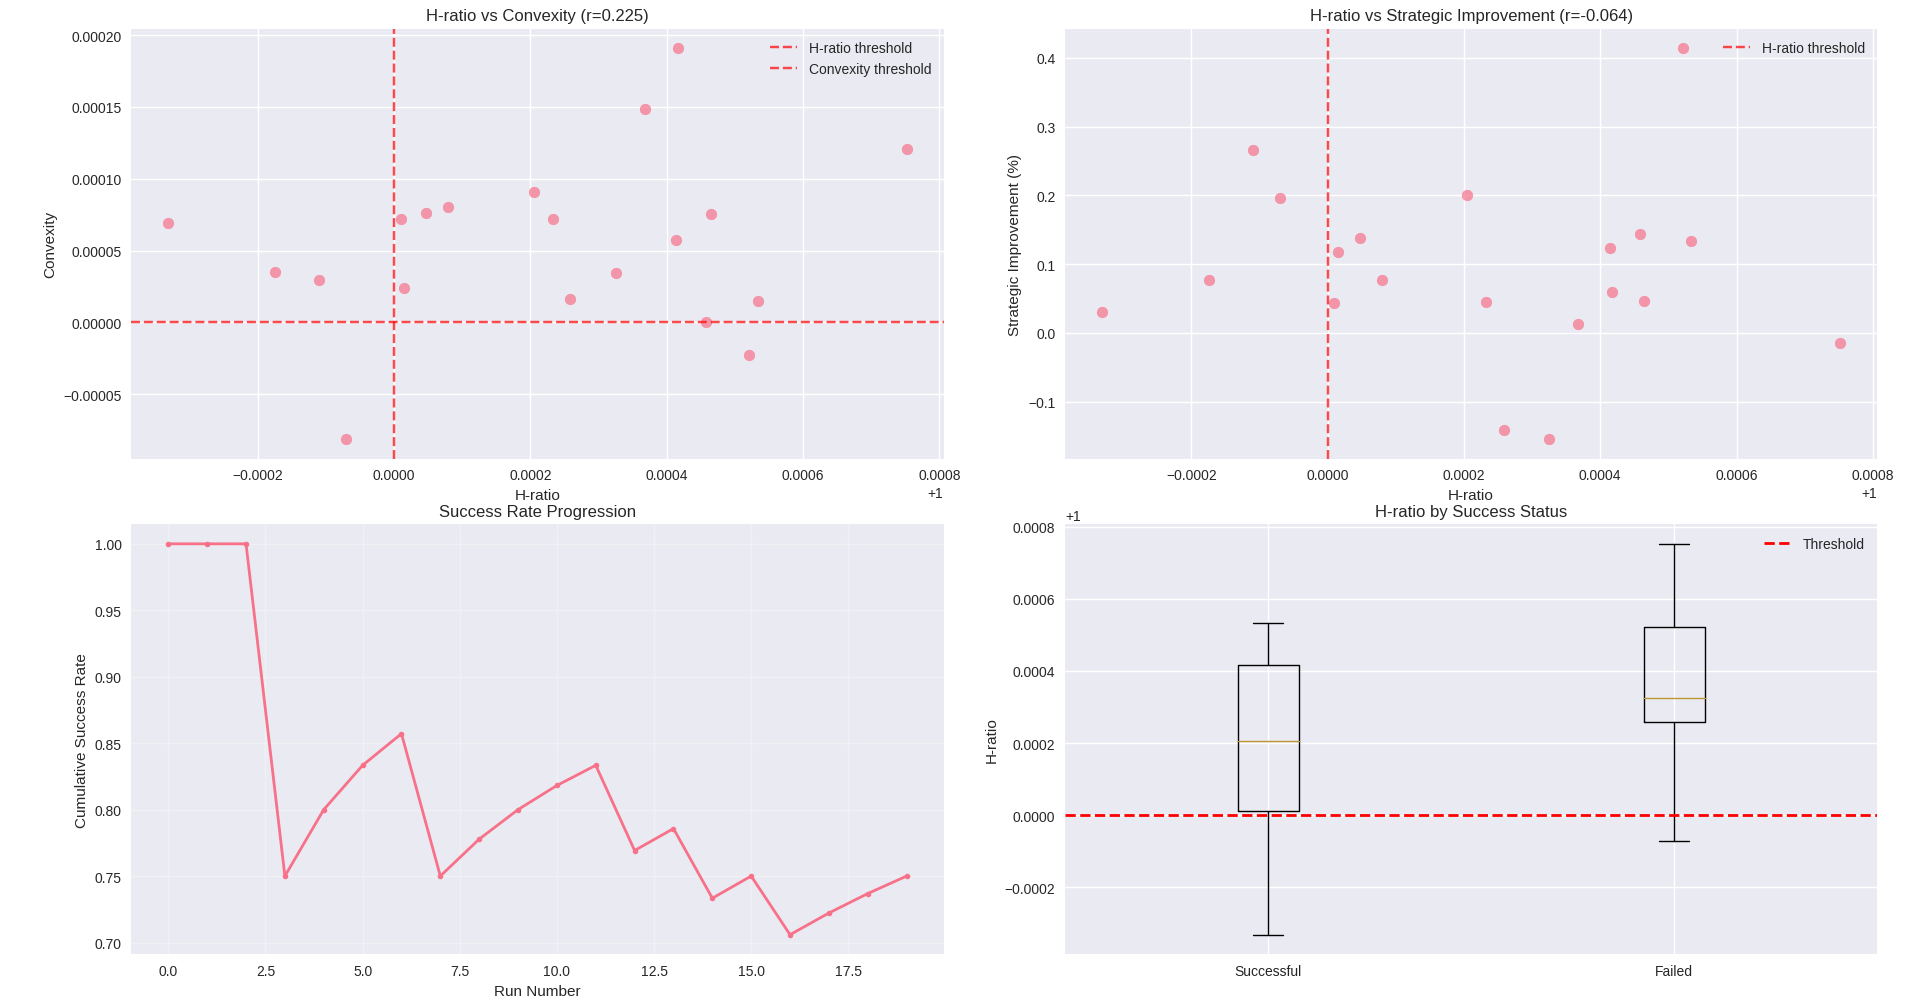 H-ratio vs Convexity (r=0.225)
0.00020
0.00015
0.00010
0.00005
0.00000
−0.00005
Convexity
H-ratio threshold
Convexity threshold
−0.0002
0.0000
0.0002
0.0004
0.0006
0.0008
+1
H-ratio
H-ratio vs Strategic Improvement (r=-0.064)
0.4
0.3
0.2
0.1
0.0
−0.1
Strategic Improvement (%)
H-ratio threshold
−0.0002
0.0000
0.0002
0.0004
0.0006
0.0008
+1
H-ratio
Success Rate Progression
1.00
0.95
0.90
0.85
0.80
0.75
0.70
Cumulative Success Rate
0.0
2.5
5.0
7.5
10.0
12.5
15.0
17.5
Run Number
H-ratio by Success Status
+1
0.0008
0.0006
0.0004
0.0002
0.0000
−0.0002
H-ratio
Threshold
Successful
Failed